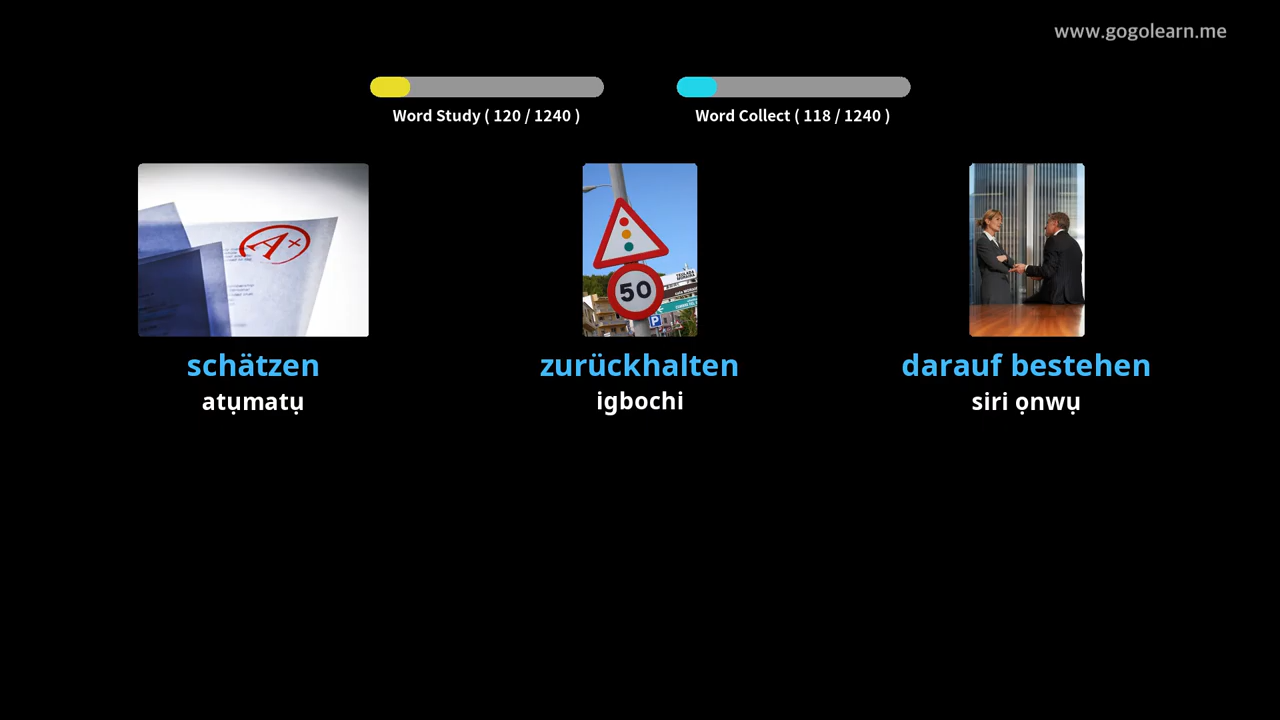 www.gogolearn.me
Word Study ( 120 / 1240 )
Word Collect ( 118 / 1240 )
A+
50
P
schätzen
zurückhalten
darauf bestehen
atụmatụ
igbochi
siri ọnwụ